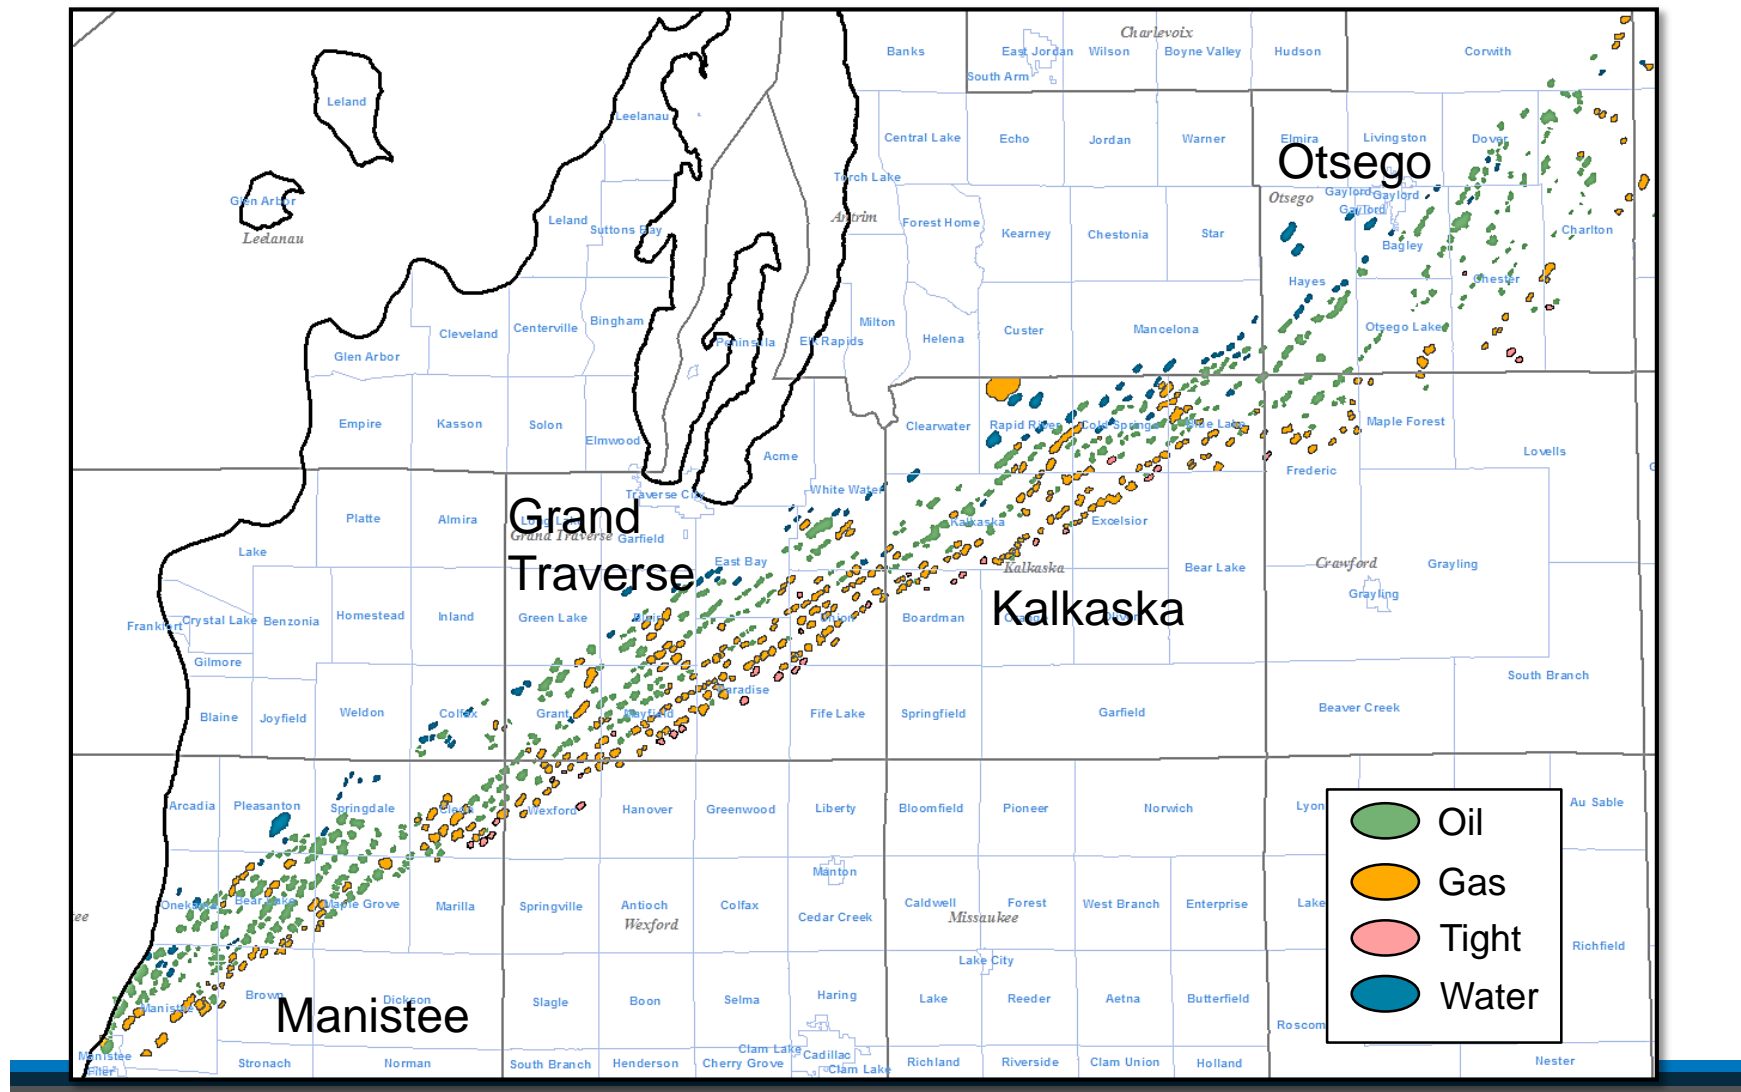 Charlevoix
Banks
East Jordan
Wilson
Boyne Valley
Hudson
Corwith
South Arm
Leland
Leelanau
Central Lake
Echo
Jordan
Warner
Elmira
Livingston
Dover
Otsego
Torch Lake
Glen Arbor
Leelanau
Leland
Suttons Bay
Antrim
Forest Home
Kearney
Chestonia
Star
Otsego
Gaylord
Gaylord
Gaylord
Bagley
Charlton
Hayes
Chester
Cleveland
Centerville
Bingham
Milton
Helena
Custer
Mancelona
Otsego Lake
Glen Arbor
Peninsula
Elk Rapids
Empire
Kasson
Solon
Elmwood
Acme
Clearwater
Rapid River
Cold Springs
Blue Lake
Maple Forest
Lovells
Frederic
Traverse City
White Water
Platte
Almira
Long Lake
Grand
Traverse
Grand Traverse
Garfield
Kalkaska
Excelsior
Lake
East Bay
Kalkaska
Bear Lake
Crawford
Grayling
Grayling
Frankfort
Crystal Lake
Benzonia
Homestead
Inland
Green Lake
Blair
Union
Boardman
Kalkaska
Oliver
Gilmore
Paradise
South Branch
Blaine
Joyfield
Weldon
Colfax
Grant
Mayfield
Fife Lake
Springfield
Garfield
Beaver Creek
Arcadia
Pleasanton
Springdale
Cleon
Wexford
Hanover
Greenwood
Liberty
Bloomfield
Pioneer
Norwich
Lyon
Au Sable
Oil
Manton
Gas
Onekama
Bear Lake
Maple Grove
Marilla
Springville
Antioch
Colfax
Cedar Creek
Caldwell
Forest
West Branch
Enterprise
Lake
Wexford
Missaukee
Tight
Richfield
Lake City
Water
Manistee
Brown
Dickson
Manistee
Slagle
Boon
Selma
Haring
Lake
Reeder
Aetna
Butterfield
Roscom
Manistee
Filer
Stronach
Norman
South Branch
Henderson
Cherry Grove
Clam Lake
Cadillac
Clam Lake
Richland
Riverside
Clam Union
Holland
Nester